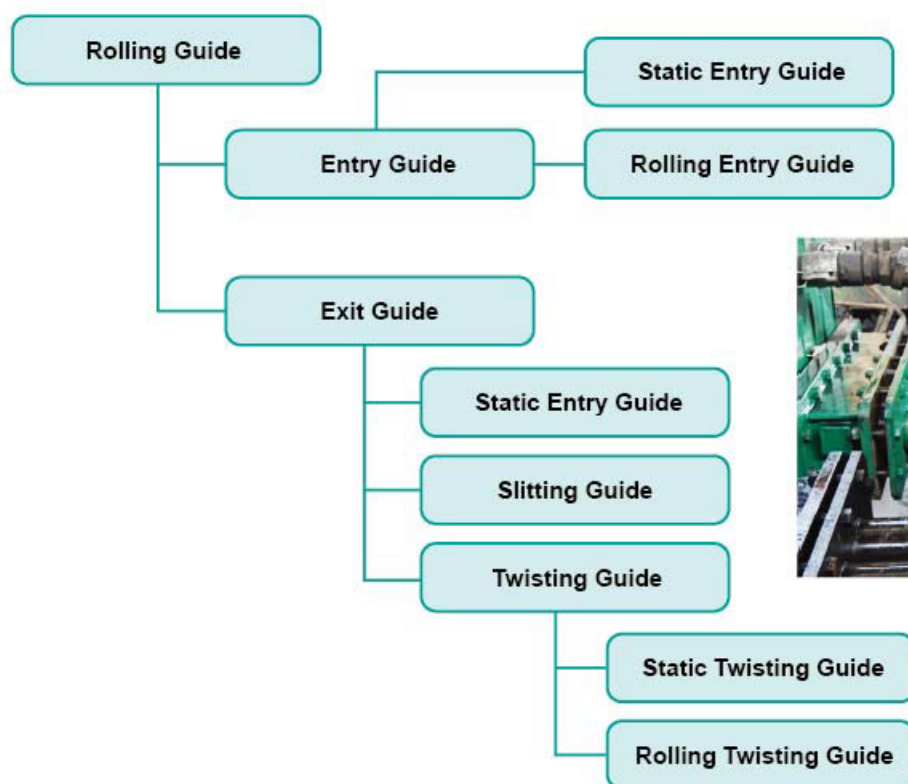 Rolling Guide
Static Entry Guide
Entry Guide
Rolling Entry Guide
Exit Guide
Static Entry Guide
Slitting Guide
Twisting Guide
Static Twisting Guide
Rolling Twisting Guide